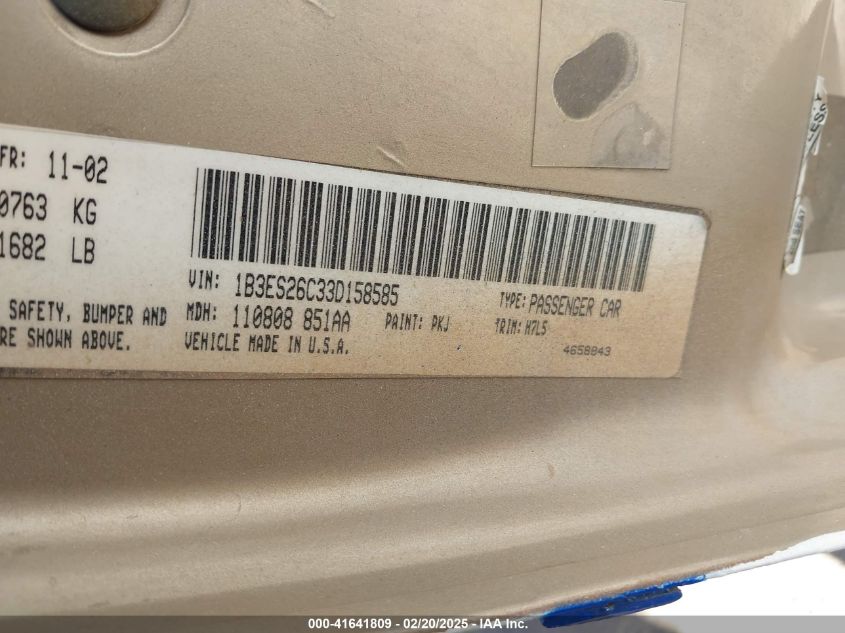 FR: 11-02
0763 KG
1682 LB
SAFETY, BUMPER AND
RE SHOWN ABOVE.
VIN: 1B3ES26C33D158585
TYPE: PASSENGER CAR
MDH: 110808 851AA
PAINT: PKJ
TRIM: H7L5
VEHICLE MADE IN U.S.A.
4658843
000-41641809 - 02/20/2025 - IAA Inc.